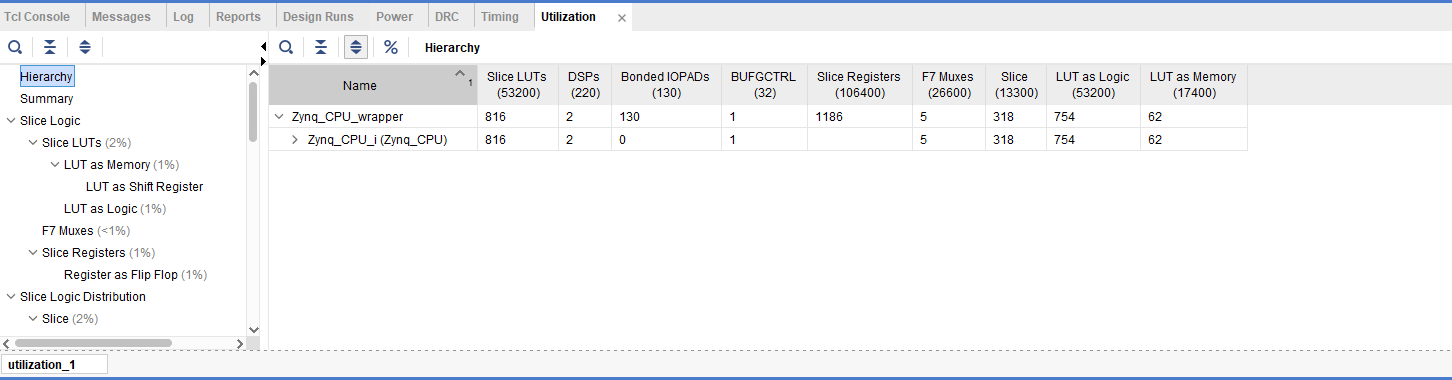 Tcl Console Messages Log Reports Design Runs Power DRC Timing Utilization
Hierarchy
Hierarchy
Summary
Slice Logic
Slice LUTs (2%)
LUT as Memory (1%)
LUT as Shift Register
LUT as Logic (1%)
F7 Muxes (<1%)
Slice Registers (1%)
Register as Flip Flop (1%)
Slice Logic Distribution
Slice (2%)
Name 1 Slice LUTs (53200) DSPs (220) Bonded IOPADs (130) BUFGCTRL (32) Slice Registers (106400) F7 Muxes (26600) Slice (13300) LUT as Logic (53200) LUT as Memory (17400)
Zynq_CPU_wrapper 816 2 130 1 1186 5 318 754 62
Zynq_CPU_i (Zynq_CPU) 816 2 0 1 5 318 754 62
utilization_1